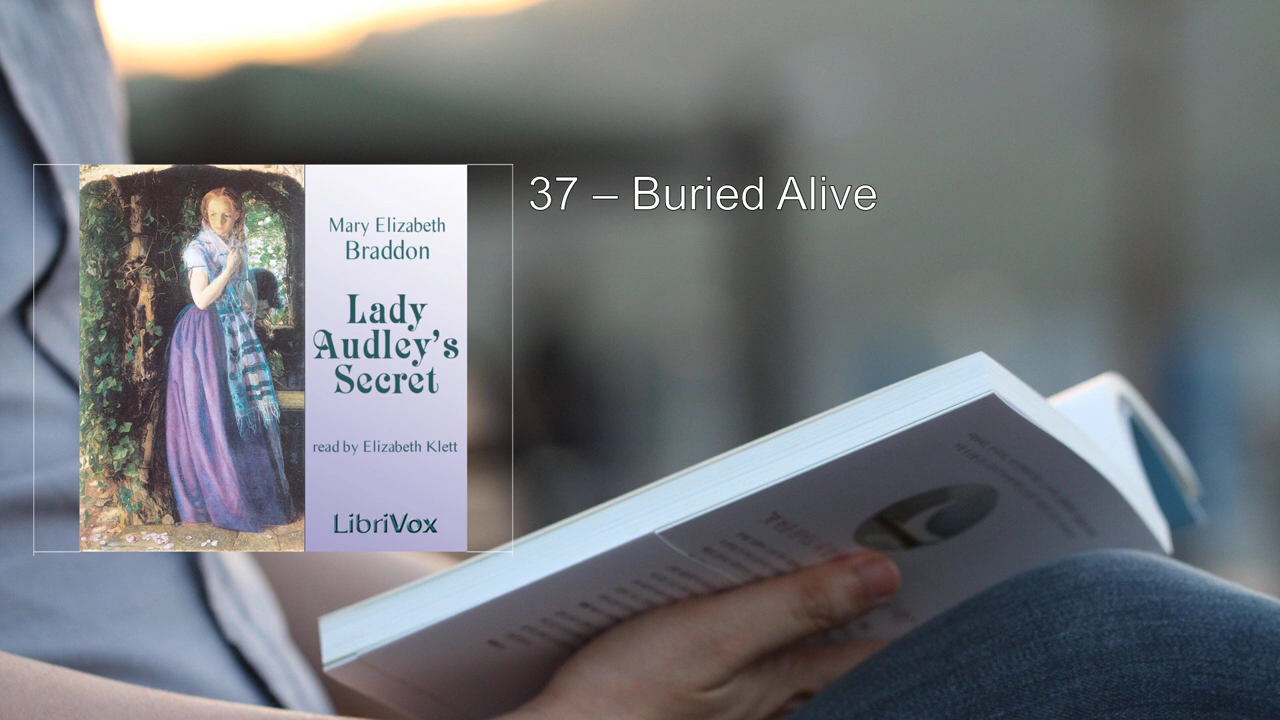 37 – Buried Alive
Mary Elizabeth
Braddon
Lady
Audley's
Secret
read by Elizabeth Klett
LibriVox